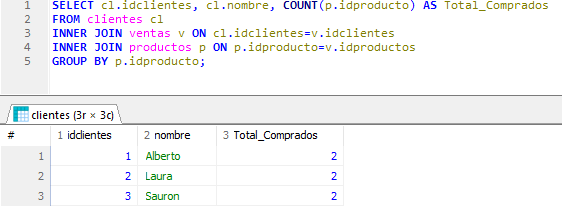 1 SELECT cl.idclientes, cl.nombre, COUNT(p.idproducto) AS Total_Comprados
2 FROM clientes cl
3 INNER JOIN ventas v ON cl.idclientes=v.idclientes
4 INNER JOIN productos p ON p.idproducto=v.idproductos
5 GROUP BY p.idproducto;
clientes (3r × 3c)
# 1 idclientes 2 nombre 3 Total_Comprados
1 1 Alberto 2
2 2 Laura 2
3 3 Sauron 2